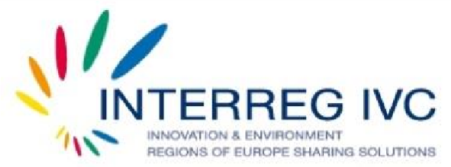 INTERREG IVC
INNOVATION & ENVIRONMENT
REGIONS OF EUROPE SHARING SOLUTIONS